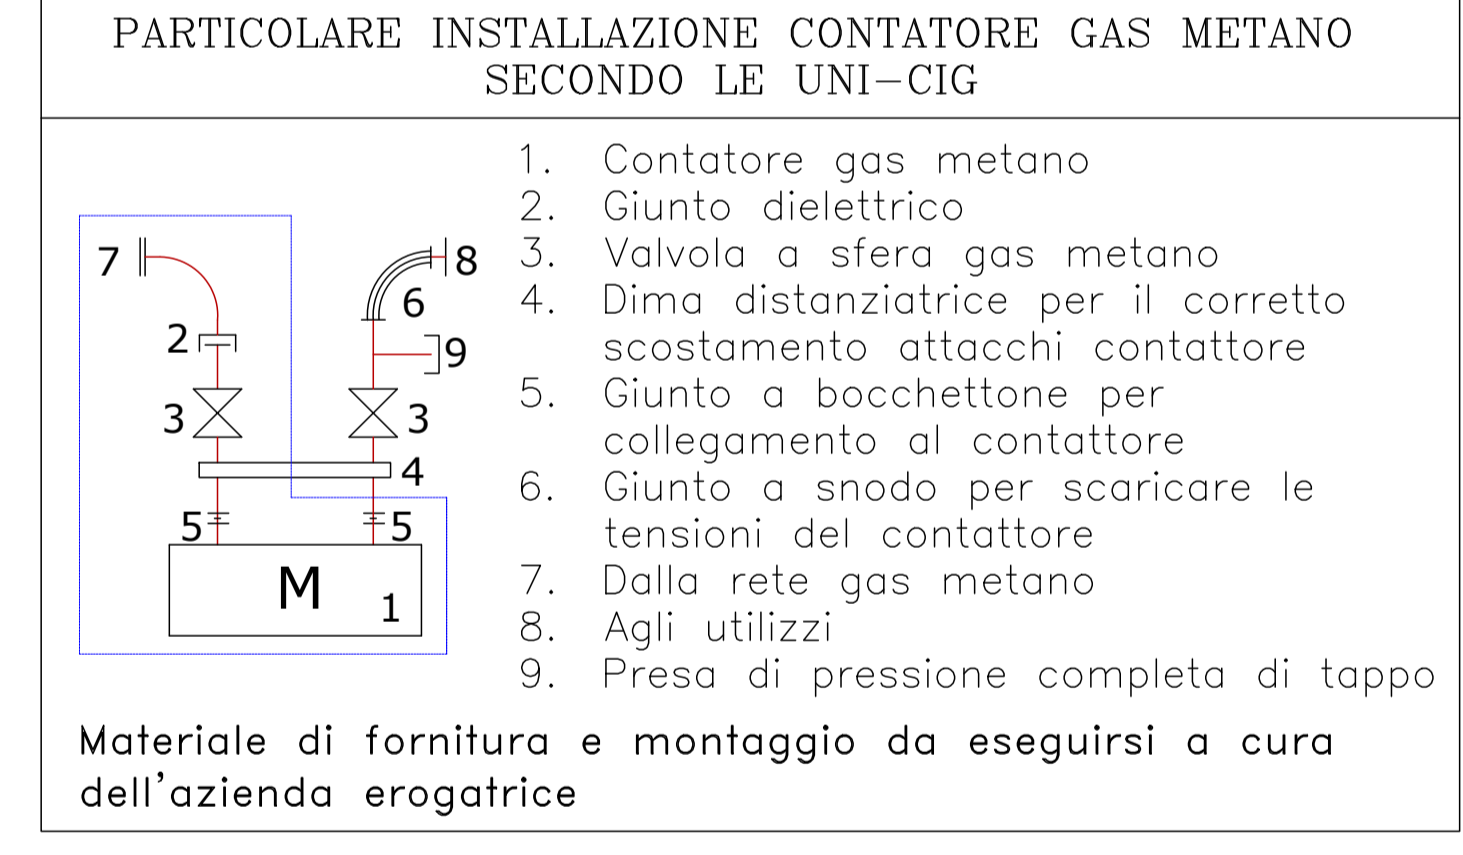 PARTICOLARE INSTALLAZIONE CONTATORE GAS METANO
SECONDO LE UNI-CIG
1. Contatore gas metano
2. Giunto dielettrico
3. Valvola a sfera gas metano
4. Dima distanziatrice per il corretto
scostamento attacchi contattore
5. Giunto a bocchettone per
collegamento al contattore
6. Giunto a snodo per scaricare le
tensioni del contattore
7. Dalla rete gas metano
8. Agli utilizzi
9. Presa di pressione completa di tappo
7
8
6
2
9
3
3
4
5
5
M
1
Materiale di fornitura e montaggio da eseguirsi a cura
dell'azienda erogatrice